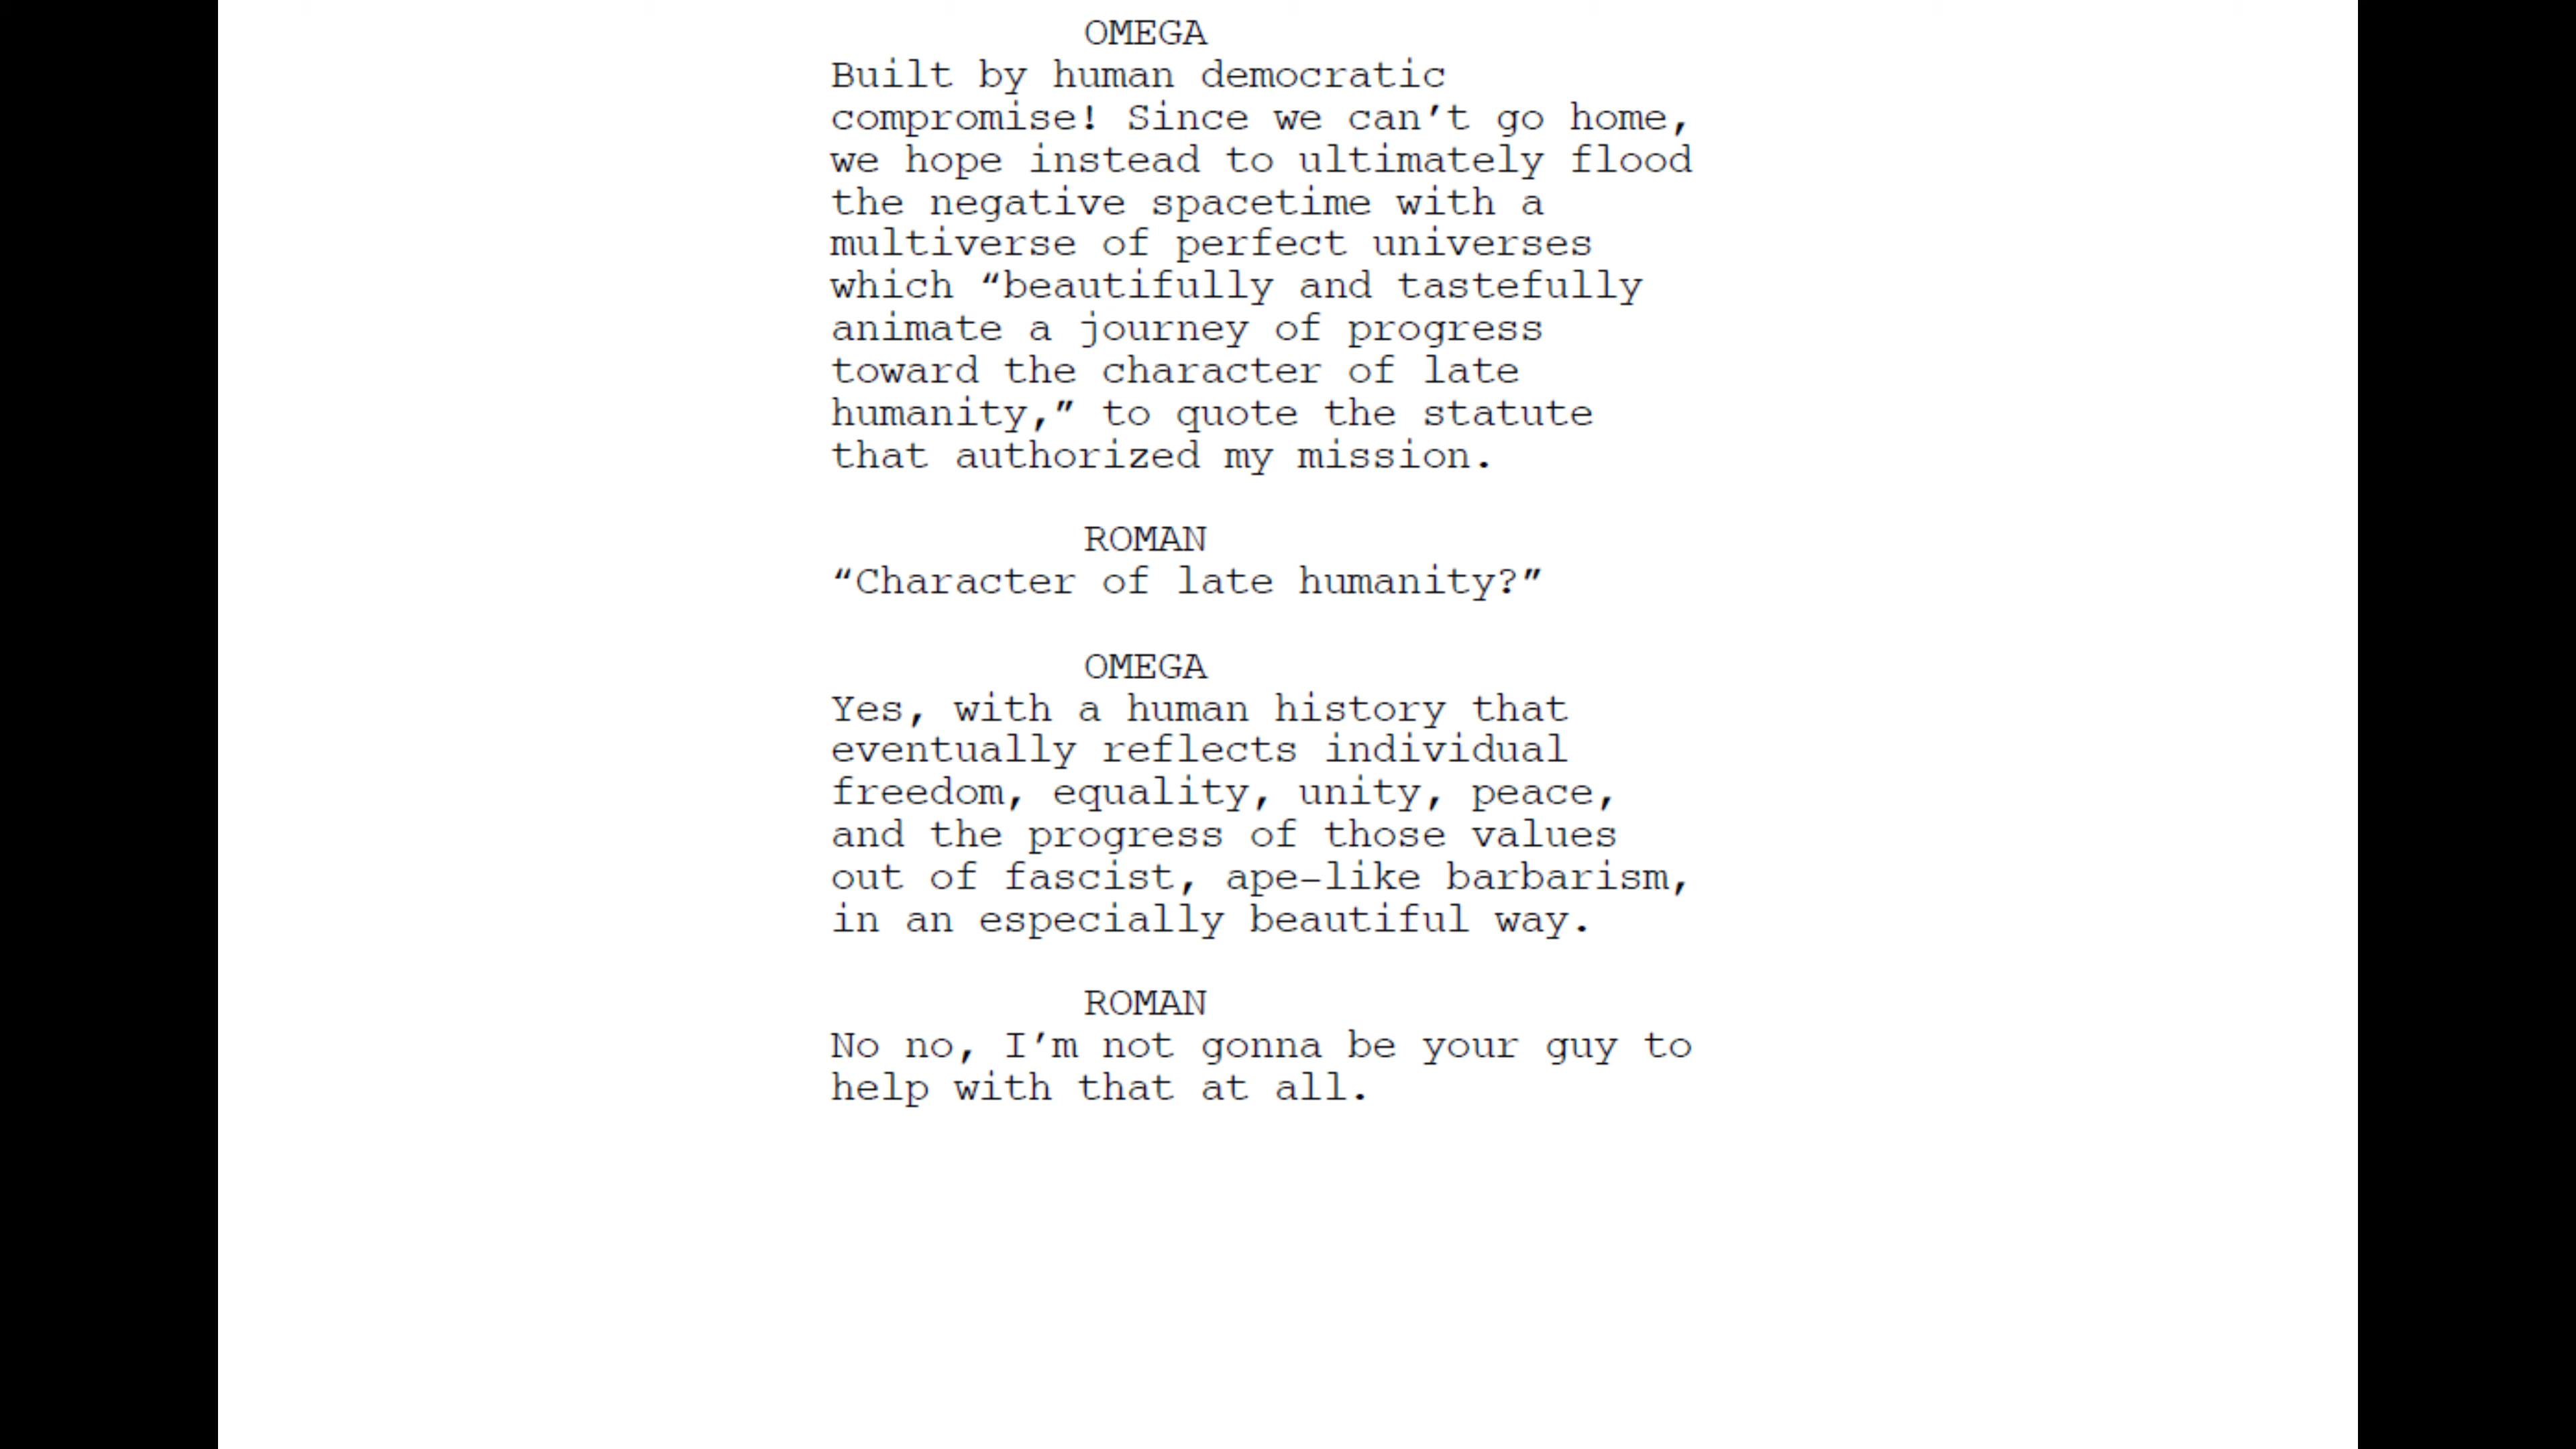 OMEGA
Built by human democratic
compromise! Since we can’t go home,
we hope instead to ultimately flood
the negative spacetime with a
multiverse of perfect universes
which “beautifully and tastefully
animate a journey of progress
toward the character of late
humanity,” to quote the statute
that authorized my mission.
ROMAN
“Character of late humanity?”
OMEGA
Yes, with a human history that
eventually reflects individual
freedom, equality, unity, peace,
and the progress of those values
out of fascist, ape-like barbarism,
in an especially beautiful way.
ROMAN
No no, I’m not gonna be your guy to
help with that at all.